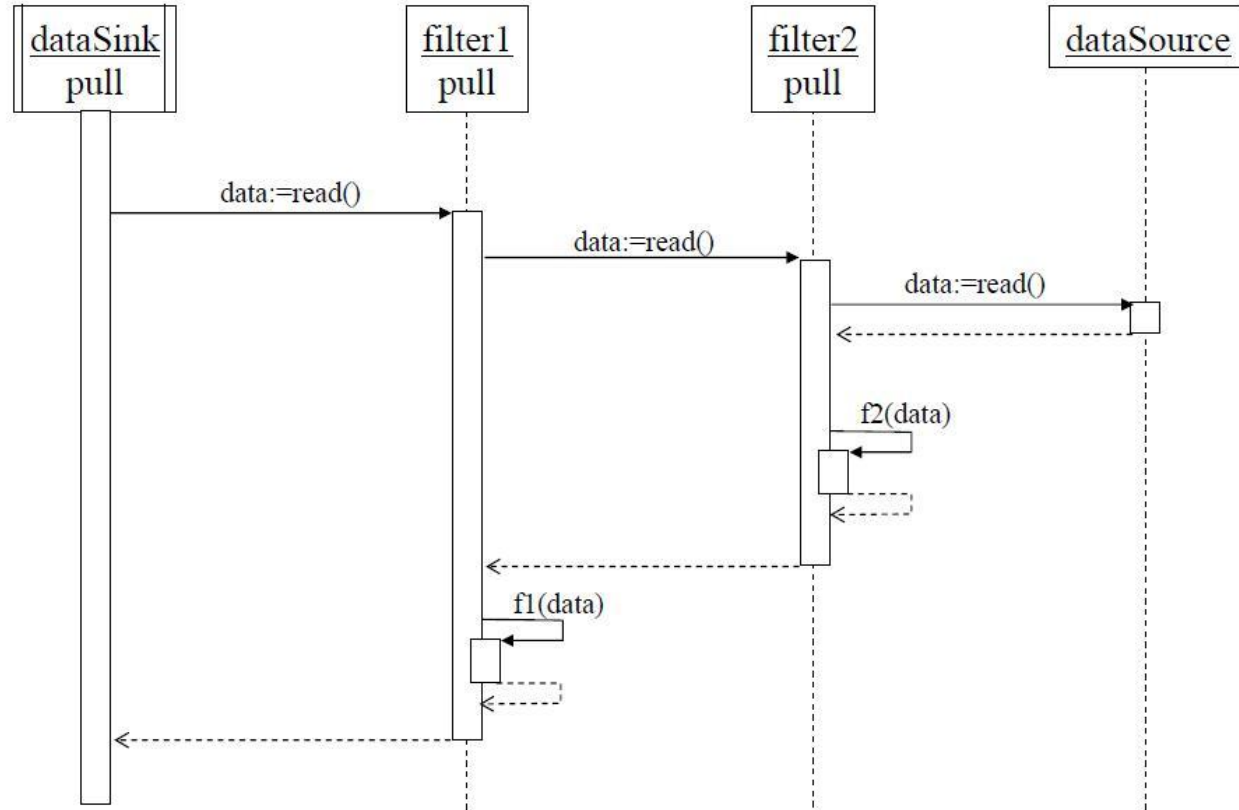 dataSink
pull
filter1
pull
filter2
pull
dataSource
data:=read()
data:=read()
data:=read()
f2(data)
f1(data)